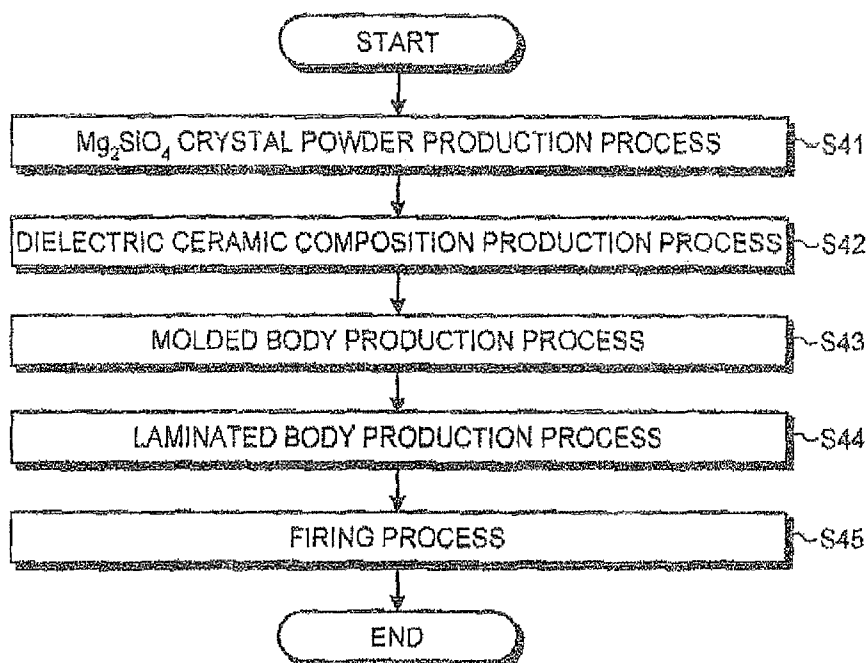 START
Mg₂SiO₄ CRYSTAL POWDER PRODUCTION PROCESS S41
DIELECTRIC CERAMIC COMPOSITION PRODUCTION PROCESS S42
MOLDED BODY PRODUCTION PROCESS S43
LAMINATED BODY PRODUCTION PROCESS S44
FIRING PROCESS S45
END